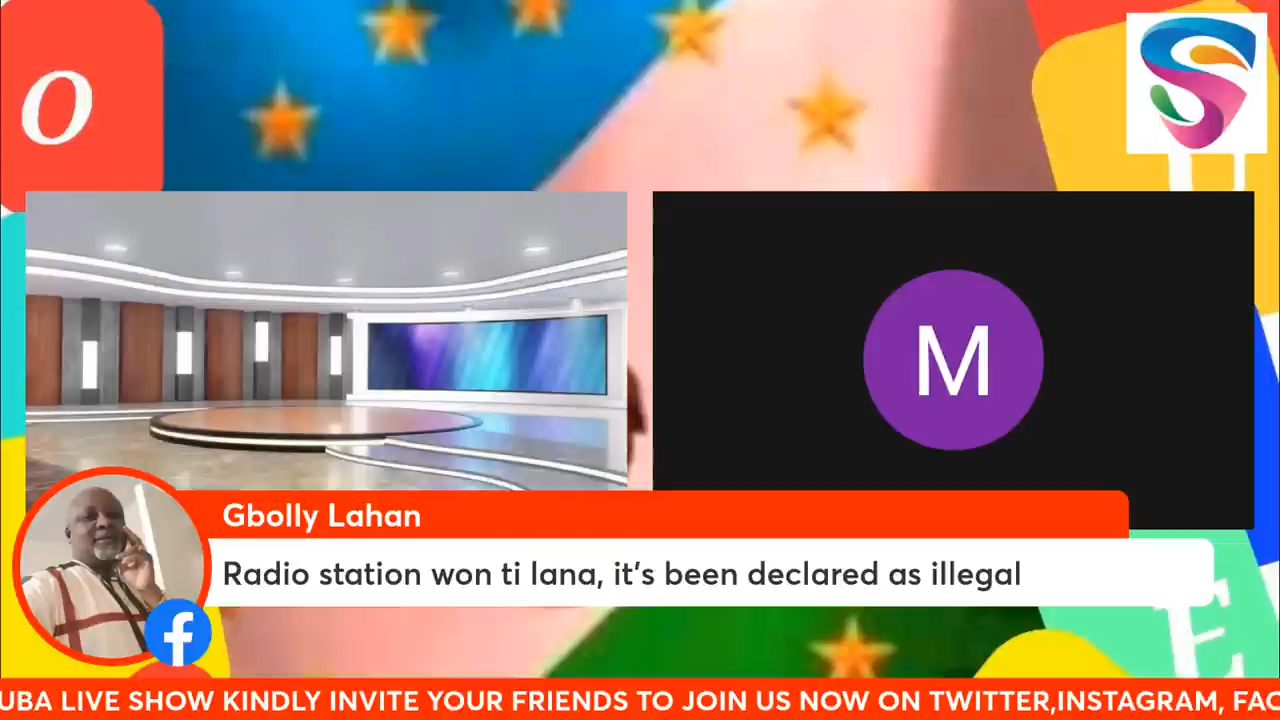 O
S
U
M
Gbolly Lahan
Radio station won ti lana, it's been declared as illegal
E
UBA LIVE SHOW KINDLY INVITE YOUR FRIENDS TO JOIN US NOW ON TWITTER,INSTAGRAM, FAC